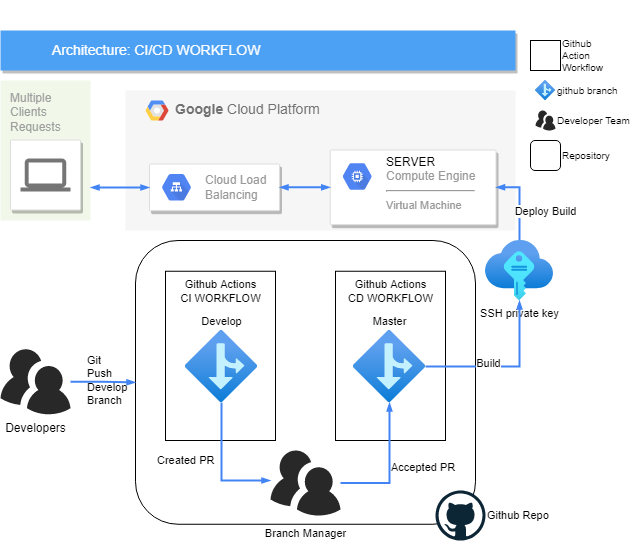 Architecture: CI/CD WORKFLOW
Github
Action
Workflow
github branch
Developer Team
Repository
Multiple
Clients
Requests
Google Cloud Platform
Cloud Load
Balancing
SERVER
Compute Engine
Virtual Machine
Deploy Build
SSH private key
Github Actions
CI WORKFLOW
Develop
Github Actions
CD WORKFLOW
Master
Build
Git
Push
Develop
Branch
Developers
Created PR
Accepted PR
Branch Manager
Github Repo